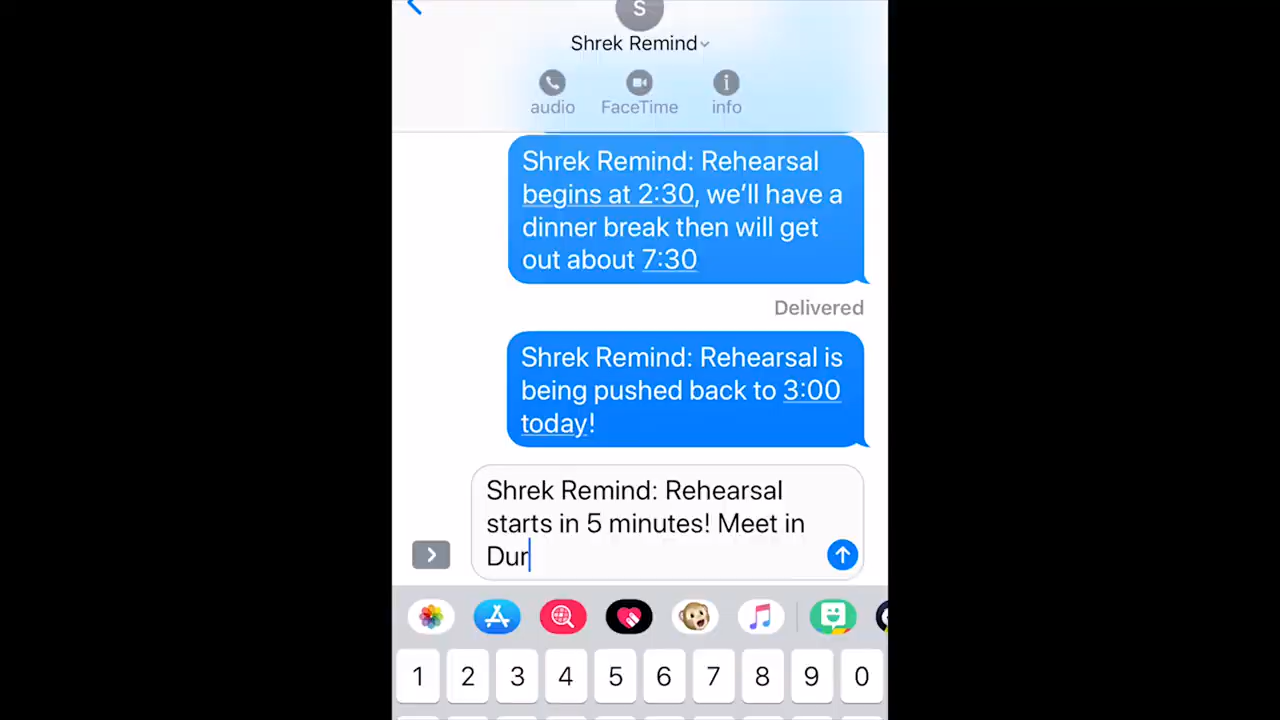 S
Shrek Remind
audio FaceTime info
Shrek Remind: Rehearsal
begins at 2:30, we'll have a
dinner break then will get
out about 7:30
Delivered
Shrek Remind: Rehearsal is
being pushed back to 3:00
today!
Shrek Remind: Rehearsal
starts in 5 minutes! Meet in
Dur
1 2 3 4 5 6 7 8 9 0